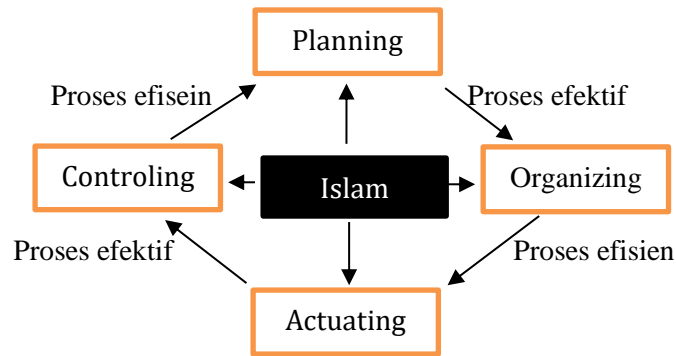 Planning
Proses efisein
Proses efektif
Controling
Islam
Organizing
Proses efektif
Proses efisien
Actuating